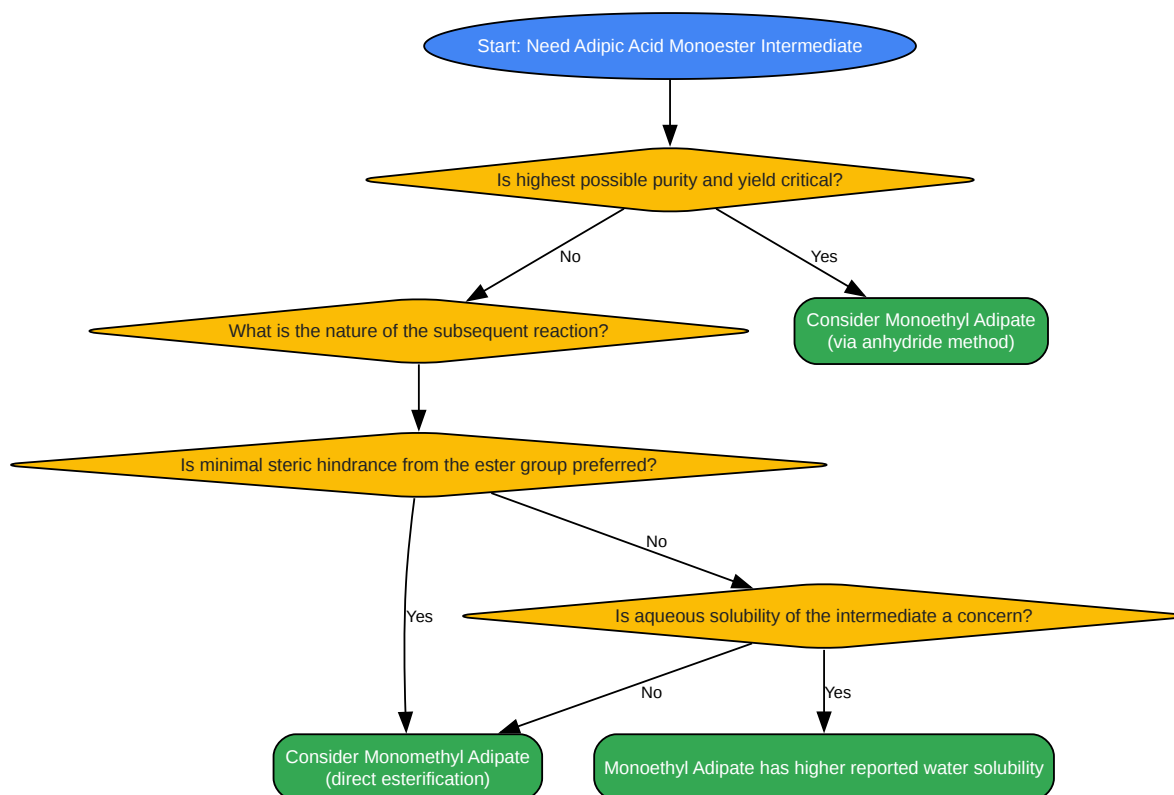 Start: Need Adipic Acid Monoester Intermediate
Is highest possible purity and yield critical?
No
Yes
What is the nature of the subsequent reaction?
Consider Monoethyl Adipate
(via anhydride method)
Is minimal steric hindrance from the ester group preferred?
No
Yes
Is aqueous solubility of the intermediate a concern?
No
Yes
Consider Monomethyl Adipate
(direct esterification)
Monoethyl Adipate has higher reported water solubility